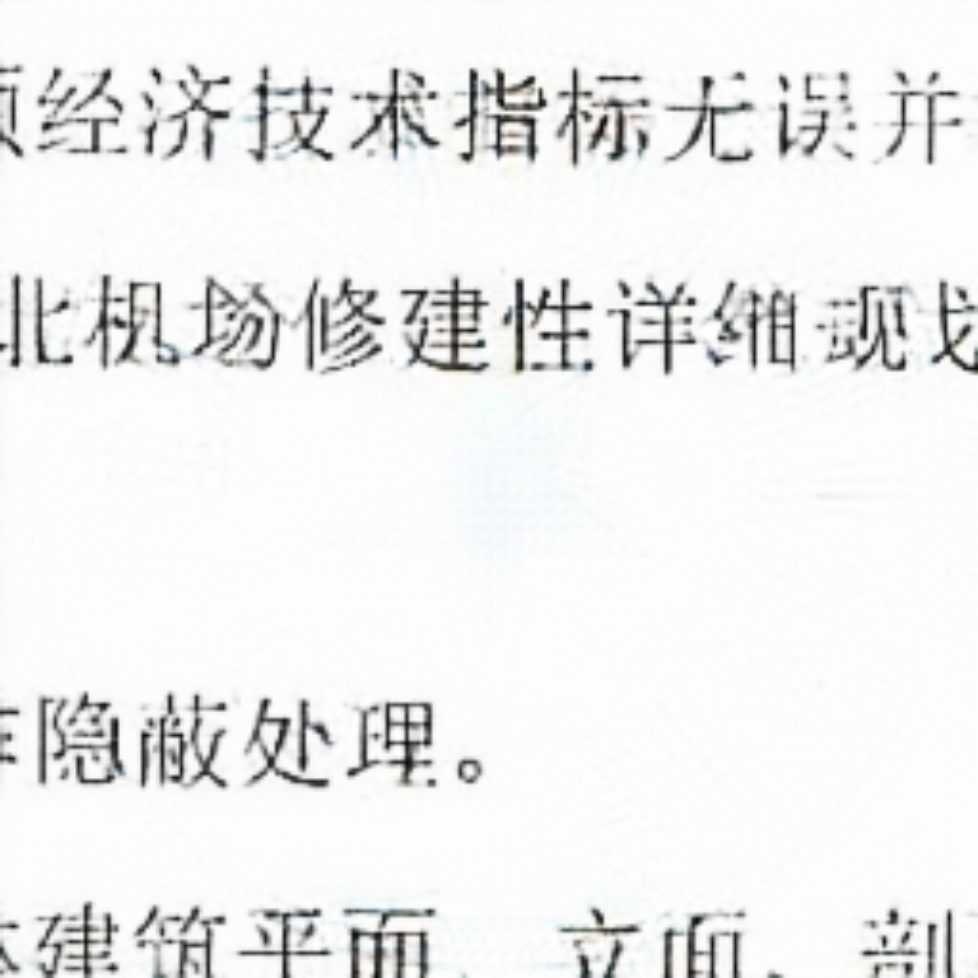 项经济技术指标无误并
北机场修建性详细规划
作隐蔽处理。
体建筑平面、立面、剖